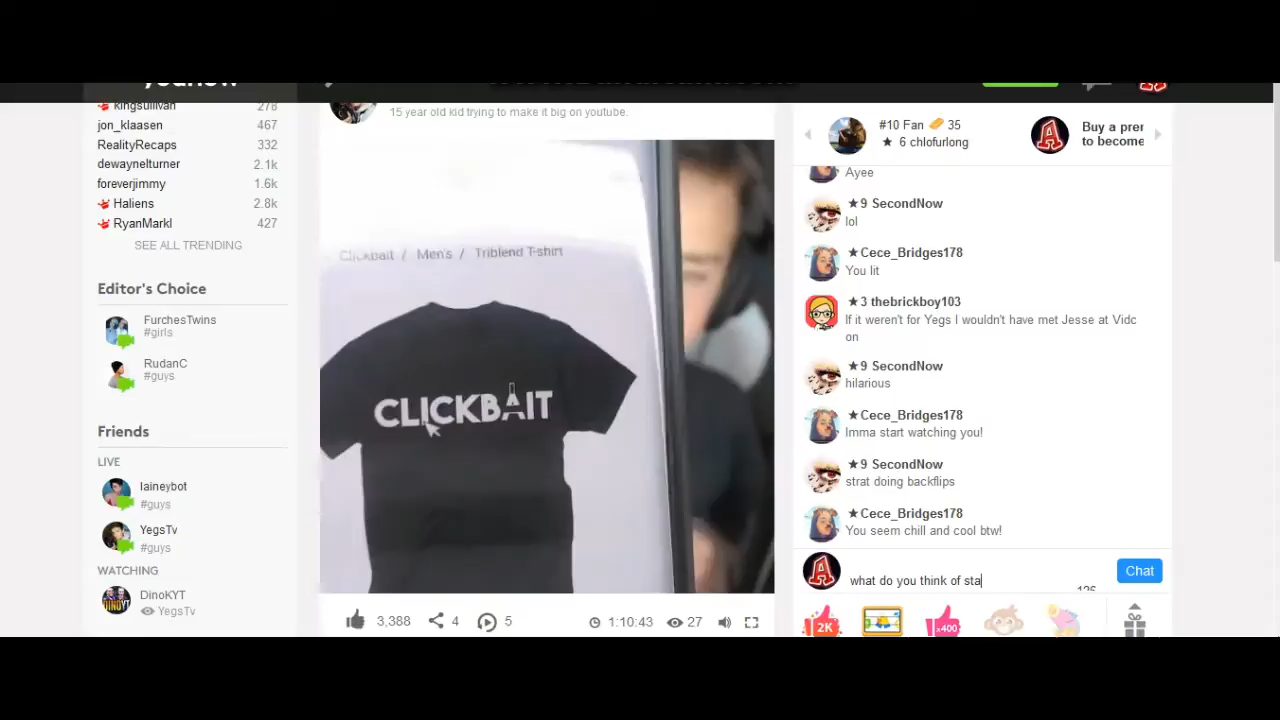 younow
kingsullivan 278
jon_klaasen 467
RealityRecaps 332
dewaynelturner 2.1k
foreverjimmy 1.6k
Haliens 2.8k
RyanMarkl 427
SEE ALL TRENDING
Editor's Choice
FurchesTwins
#girls
RudanC
#guys
Friends
LIVE
laineybot
#guys
YegsTv
#guys
WATCHING
DinoKYT
YegsTv
15 year old kid trying to make it big on youtube.
Clickbait / Men's / Triblend T-shirt
CLICKBAIT
3,388 4 5 1:10:43 27
#10 Fan 35
★ 6 chlofurlong
Buy a prer
to become
Ayee
★9 SecondNow
lol
★Cece_Bridges178
You lit
★3 thebrickboy103
If it weren't for Yegs I wouldn't have met Jesse at Vidc
on
★9 SecondNow
hilarious
★Cece_Bridges178
Imma start watching you!
★9 SecondNow
strat doing backflips
★Cece_Bridges178
You seem chill and cool btw!
what do you think of sta
Chat
126
2K
x400